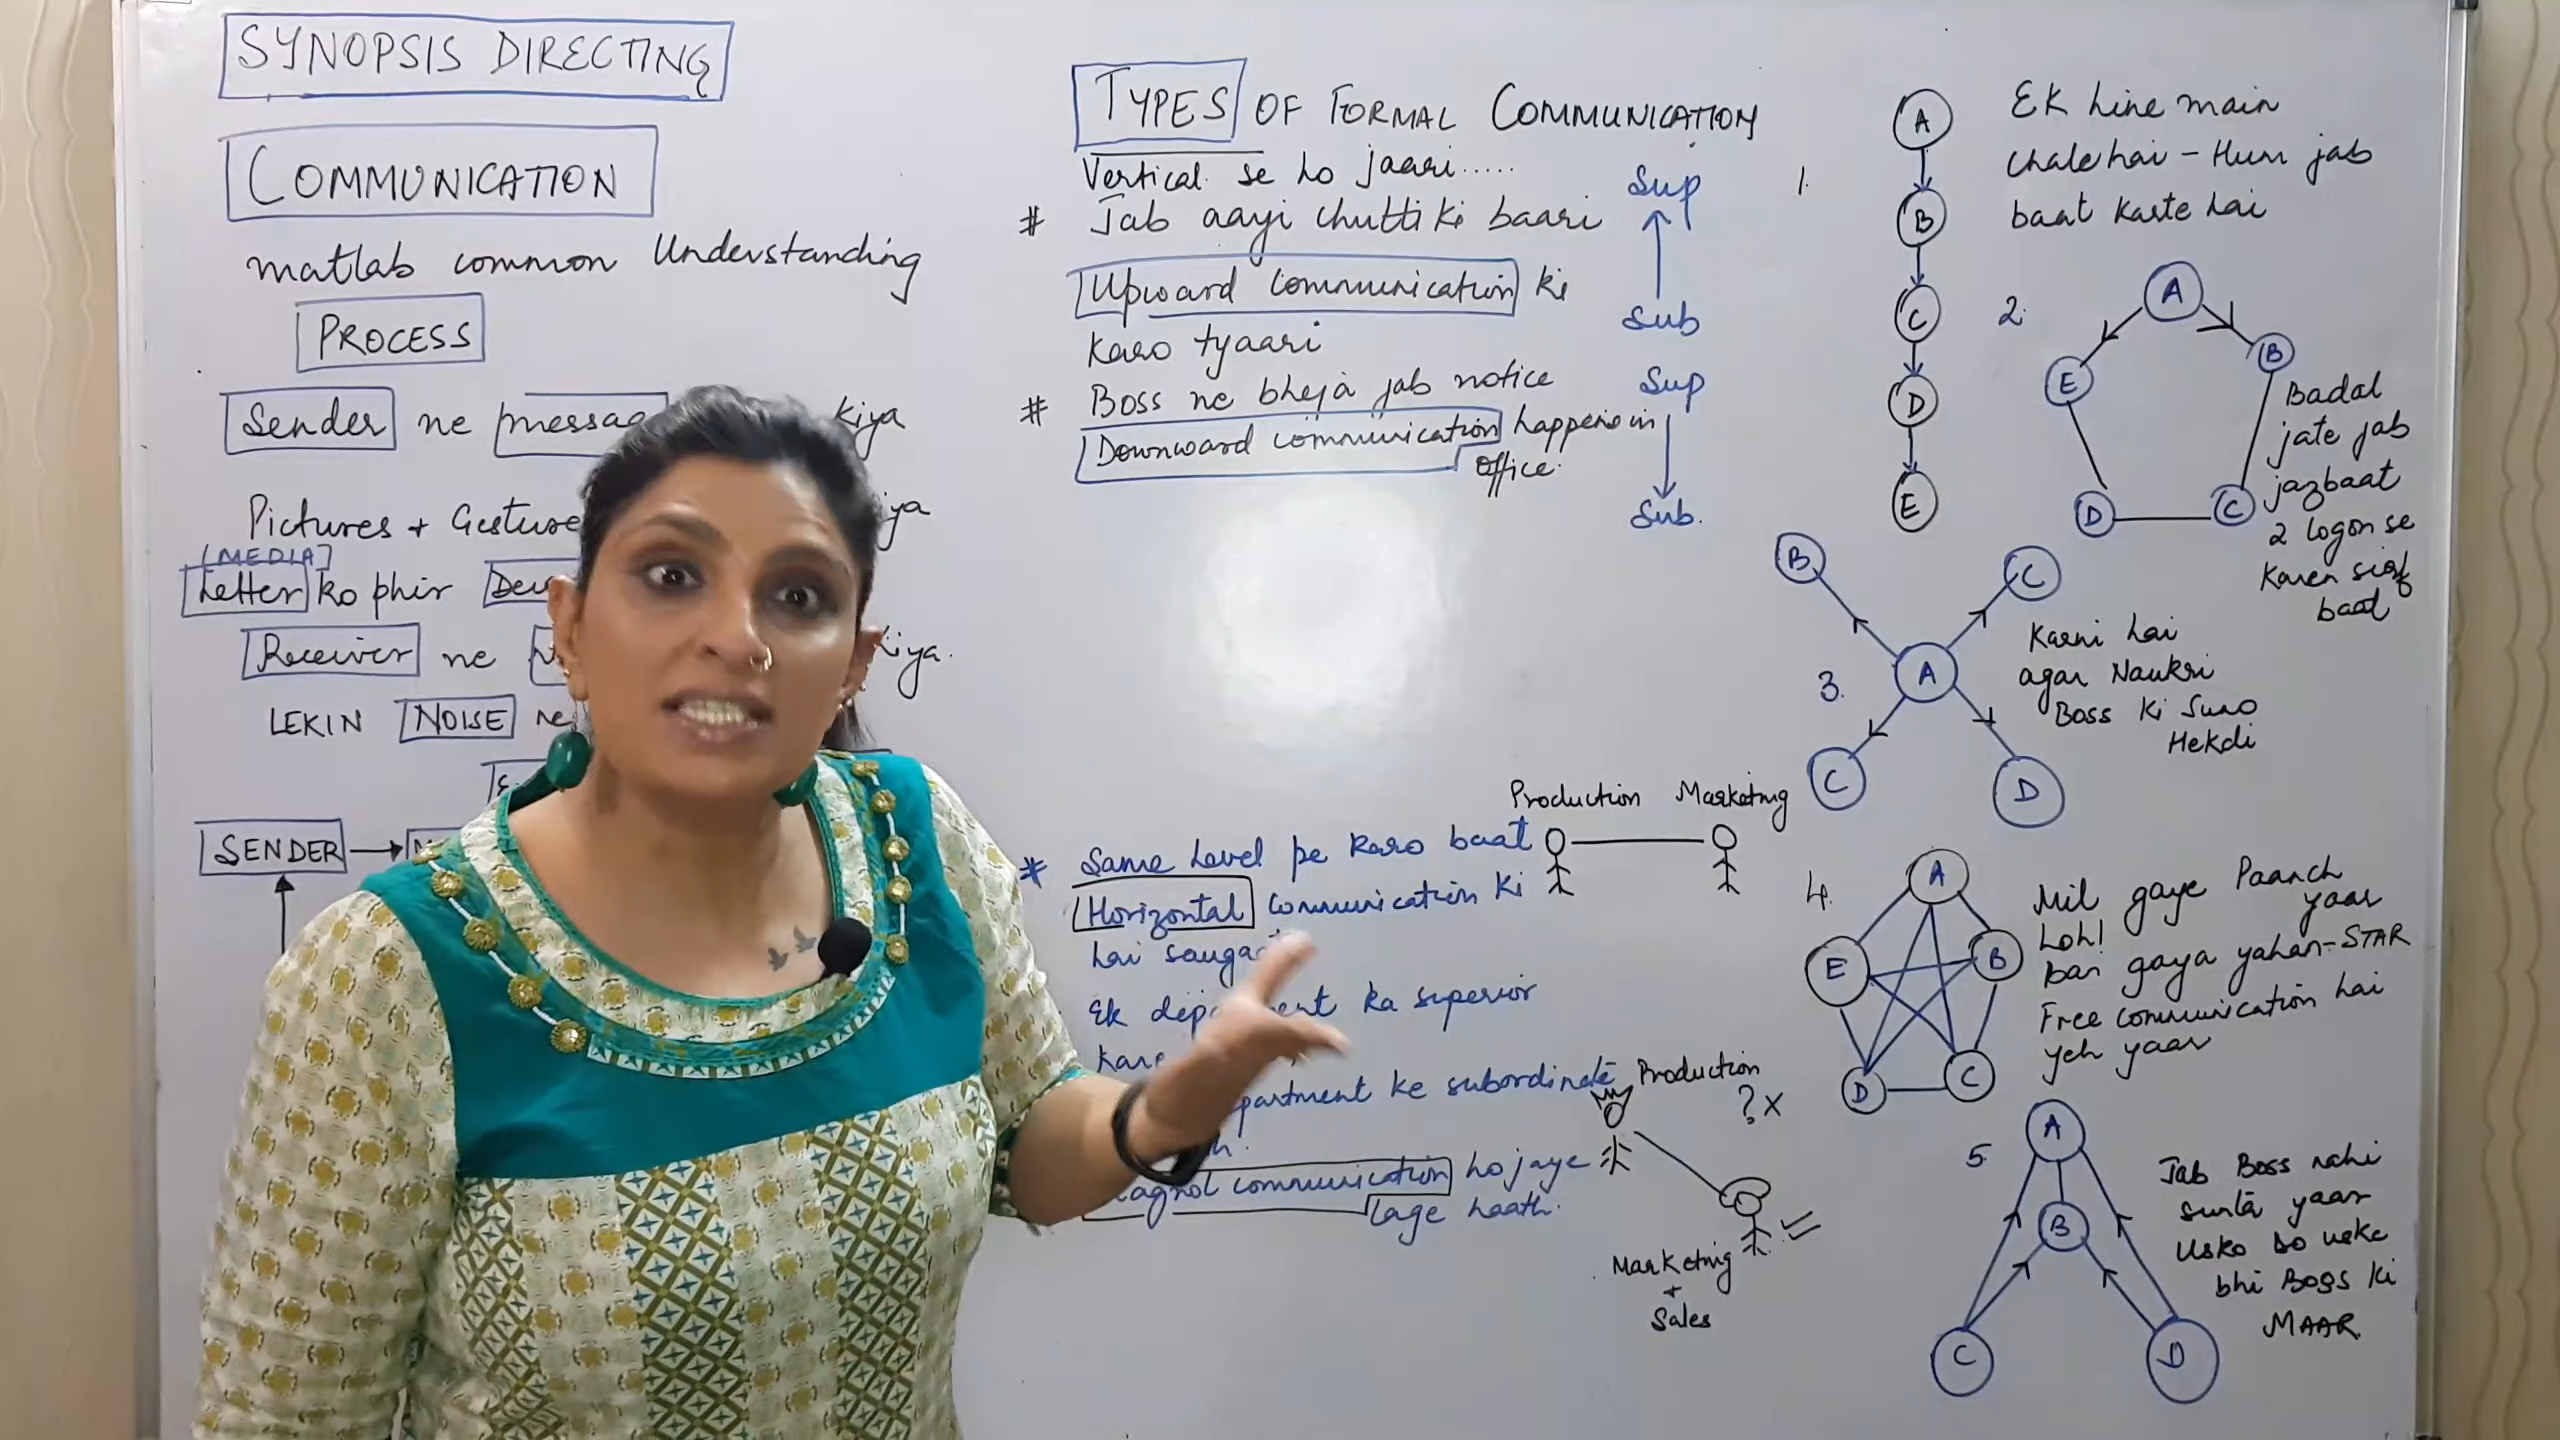 SYNOPSIS DIRECTING
COMMUNICATION
matlab common Understanding
PROCESS
Sender ne kiya
Pictures + Gesture
[MEDIA]
Letter ko phir
Receiver ne kiya.
LEKIN NOISE ne
SENDER
TYPES OF FORMAL COMMUNICATION
Vertical se ho jaari.....
# Jab aayi chutti ki baari
Upward communication ki
karo tyaari
Sup
Sub
# Boss ne bheja jab notice
Downward communication happens in
office.
Sup
Sub.
Production Marketing
* Same level pe karo baat
Horizontal communication ki
hai
Ek ka superior
ke subordinate
communication ho jaye
lage haath.
Production
? x
Marketing
+
Sales
1.
A
B
C
D
E
Ek line main
chale hai - Hum jab
baat karte hai
2.
A
B
C
D
E
Badal
jate jab
jazbaat
2 logon se
karen sirf
baat
3.
B
C
A
C
D
Karni hai
agar Naukri
Boss ki suno
Hekdi
4.
A
B
C
D
E
Mil gaye Paanch
yaar
Loh!
ban gaya yahan-STAR
Free communication hai
yeh yaar
5.
A
B
C
D
Jab Boss nahi
sunta yaar
Usko do uske
bhi Boss ki
MAAR